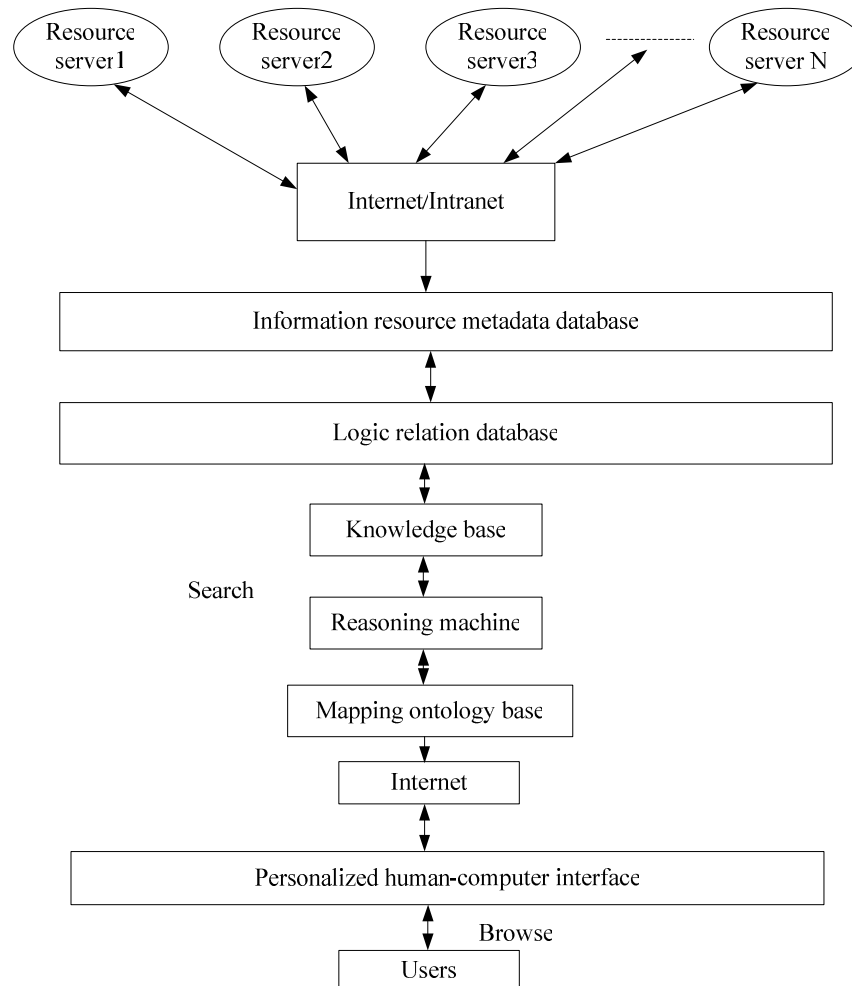 Resource
server1
Resource
server2
Resource
server3
Resource
server N
Internet/Intranet
Information resource metadata database
Logic relation database
Knowledge base
Search
Reasoning machine
Mapping ontology base
Internet
Personalized human-computer interface
Browse
Users